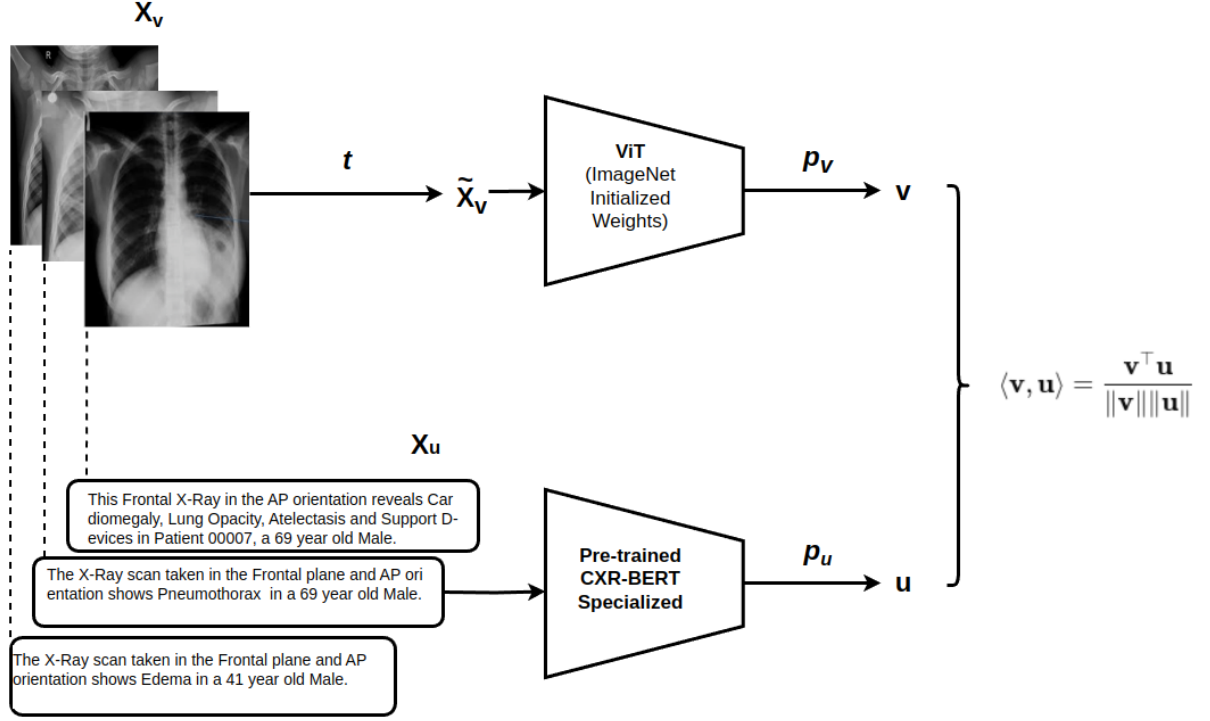 Xv
R
t
X̃v
ViT
(ImageNet
Initialized
Weights)
pv
v
⟨v, u⟩ = v⊤u / ‖v‖‖u‖
Xu
This Frontal X-Ray in the AP orientation reveals Car
diomegaly, Lung Opacity, Atelectasis and Support D-
evices in Patient 00007, a 69 year old Male.
The X-Ray scan taken in the Frontal plane and AP ori
entation shows Pneumothorax in a 69 year old Male.
The X-Ray scan taken in the Frontal plane and AP
orientation shows Edema in a 41 year old Male.
Pre-trained
CXR-BERT
Specialized
pu
u